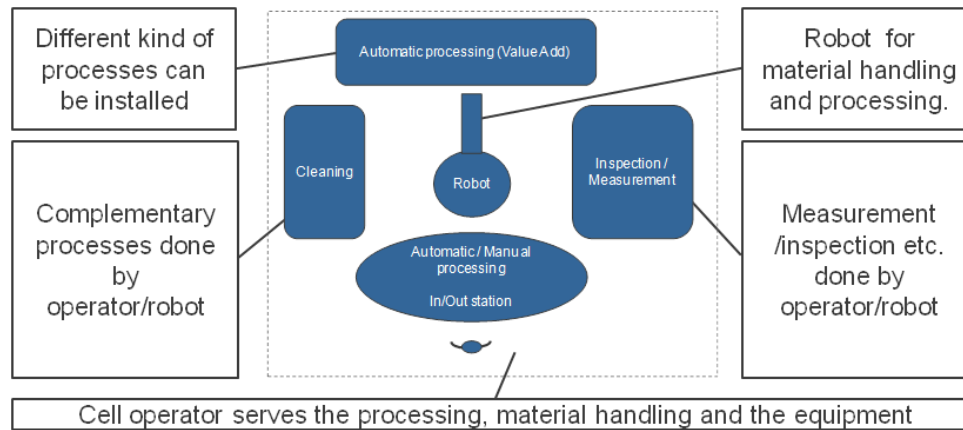 Different kind of
processes can
be installed
Automatic processing (Value Add)
Robot for
material handling
and processing.
Cleaning
Robot
Inspection /
Measurement
Complementary
processes done
by
operator/robot
Automatic / Manual
processing
In/Out station
Measurement
/inspection etc.
done by
operator/robot
Cell operator serves the processing, material handling and the equipment